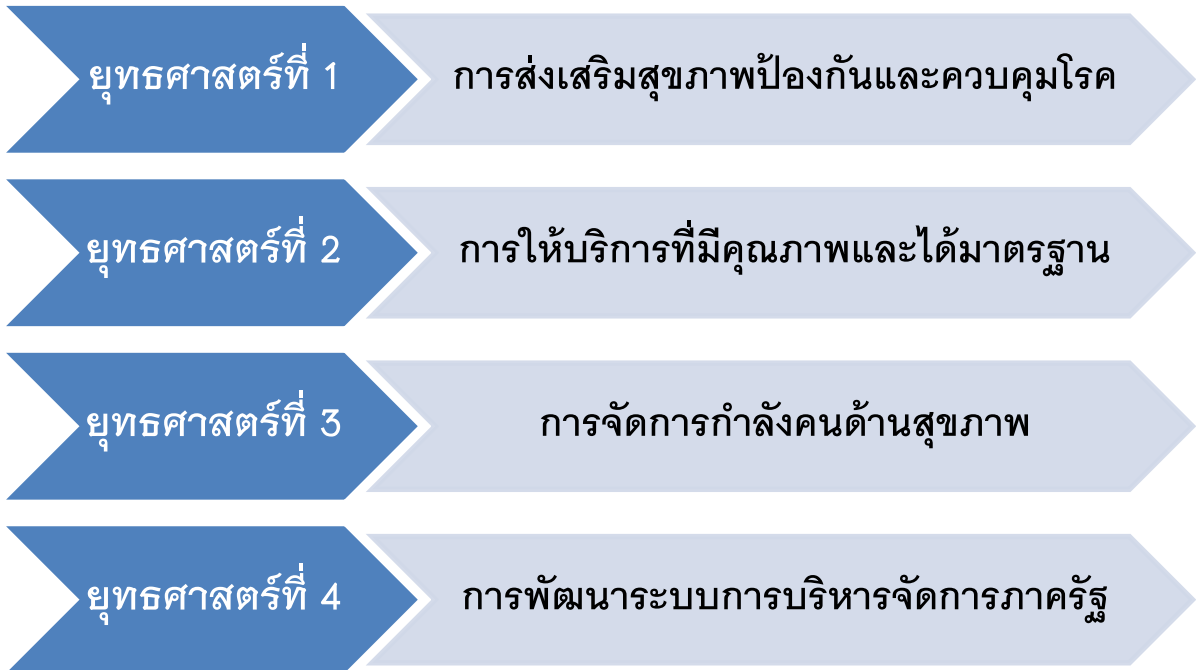 ยุทธศาสตร์ที่ 1
การส่งเสริมสุขภาพป้องกันและควบคุมโรค
ยุทธศาสตร์ที่ 2
การให้บริการที่มีคุณภาพและได้มาตรฐาน
ยุทธศาสตร์ที่ 3
การจัดการกำลังคนด้านสุขภาพ
ยุทธศาสตร์ที่ 4
การพัฒนาระบบการบริหารจัดการภาครัฐ